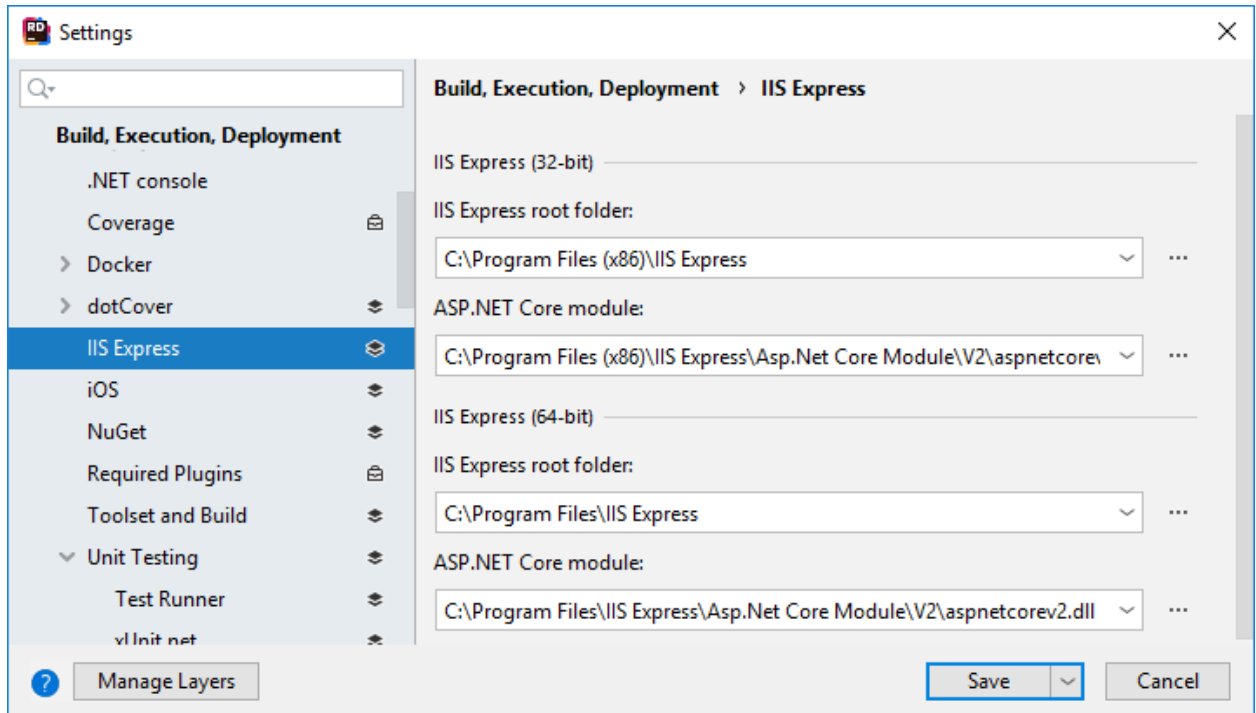 RD
Settings
Build, Execution, Deployment › IIS Express
Build, Execution, Deployment
.NET console
Coverage
Docker
dotCover
IIS Express
iOS
NuGet
Required Plugins
Toolset and Build
Unit Testing
Test Runner
xUnit.net
IIS Express (32-bit)
IIS Express root folder:
C:\Program Files (x86)\IIS Express
ASP.NET Core module:
C:\Program Files (x86)\IIS Express\Asp.Net Core Module\V2\aspnetcorev
IIS Express (64-bit)
IIS Express root folder:
C:\Program Files\IIS Express
ASP.NET Core module:
C:\Program Files\IIS Express\Asp.Net Core Module\V2\aspnetcorev2.dll
?
Manage Layers
Save
Cancel